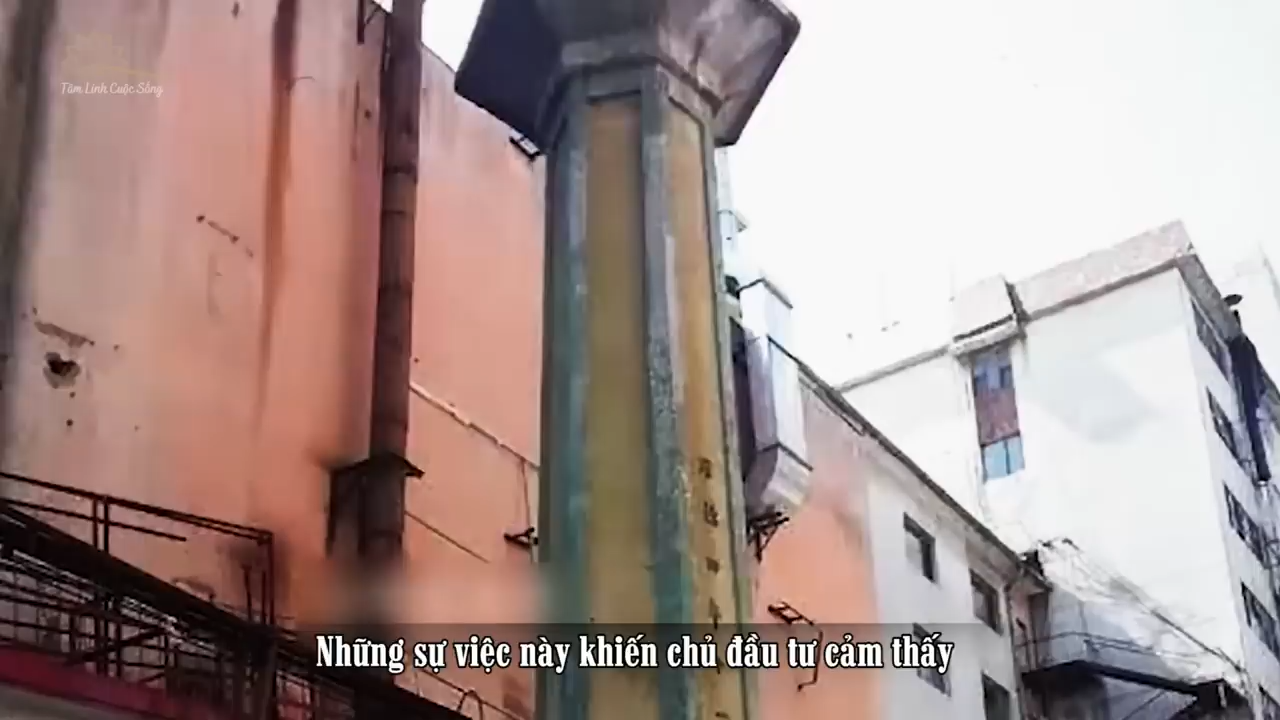 Tâm Linh Cuộc Sống
Những sự việc này khiến chủ đầu tư cảm thấy